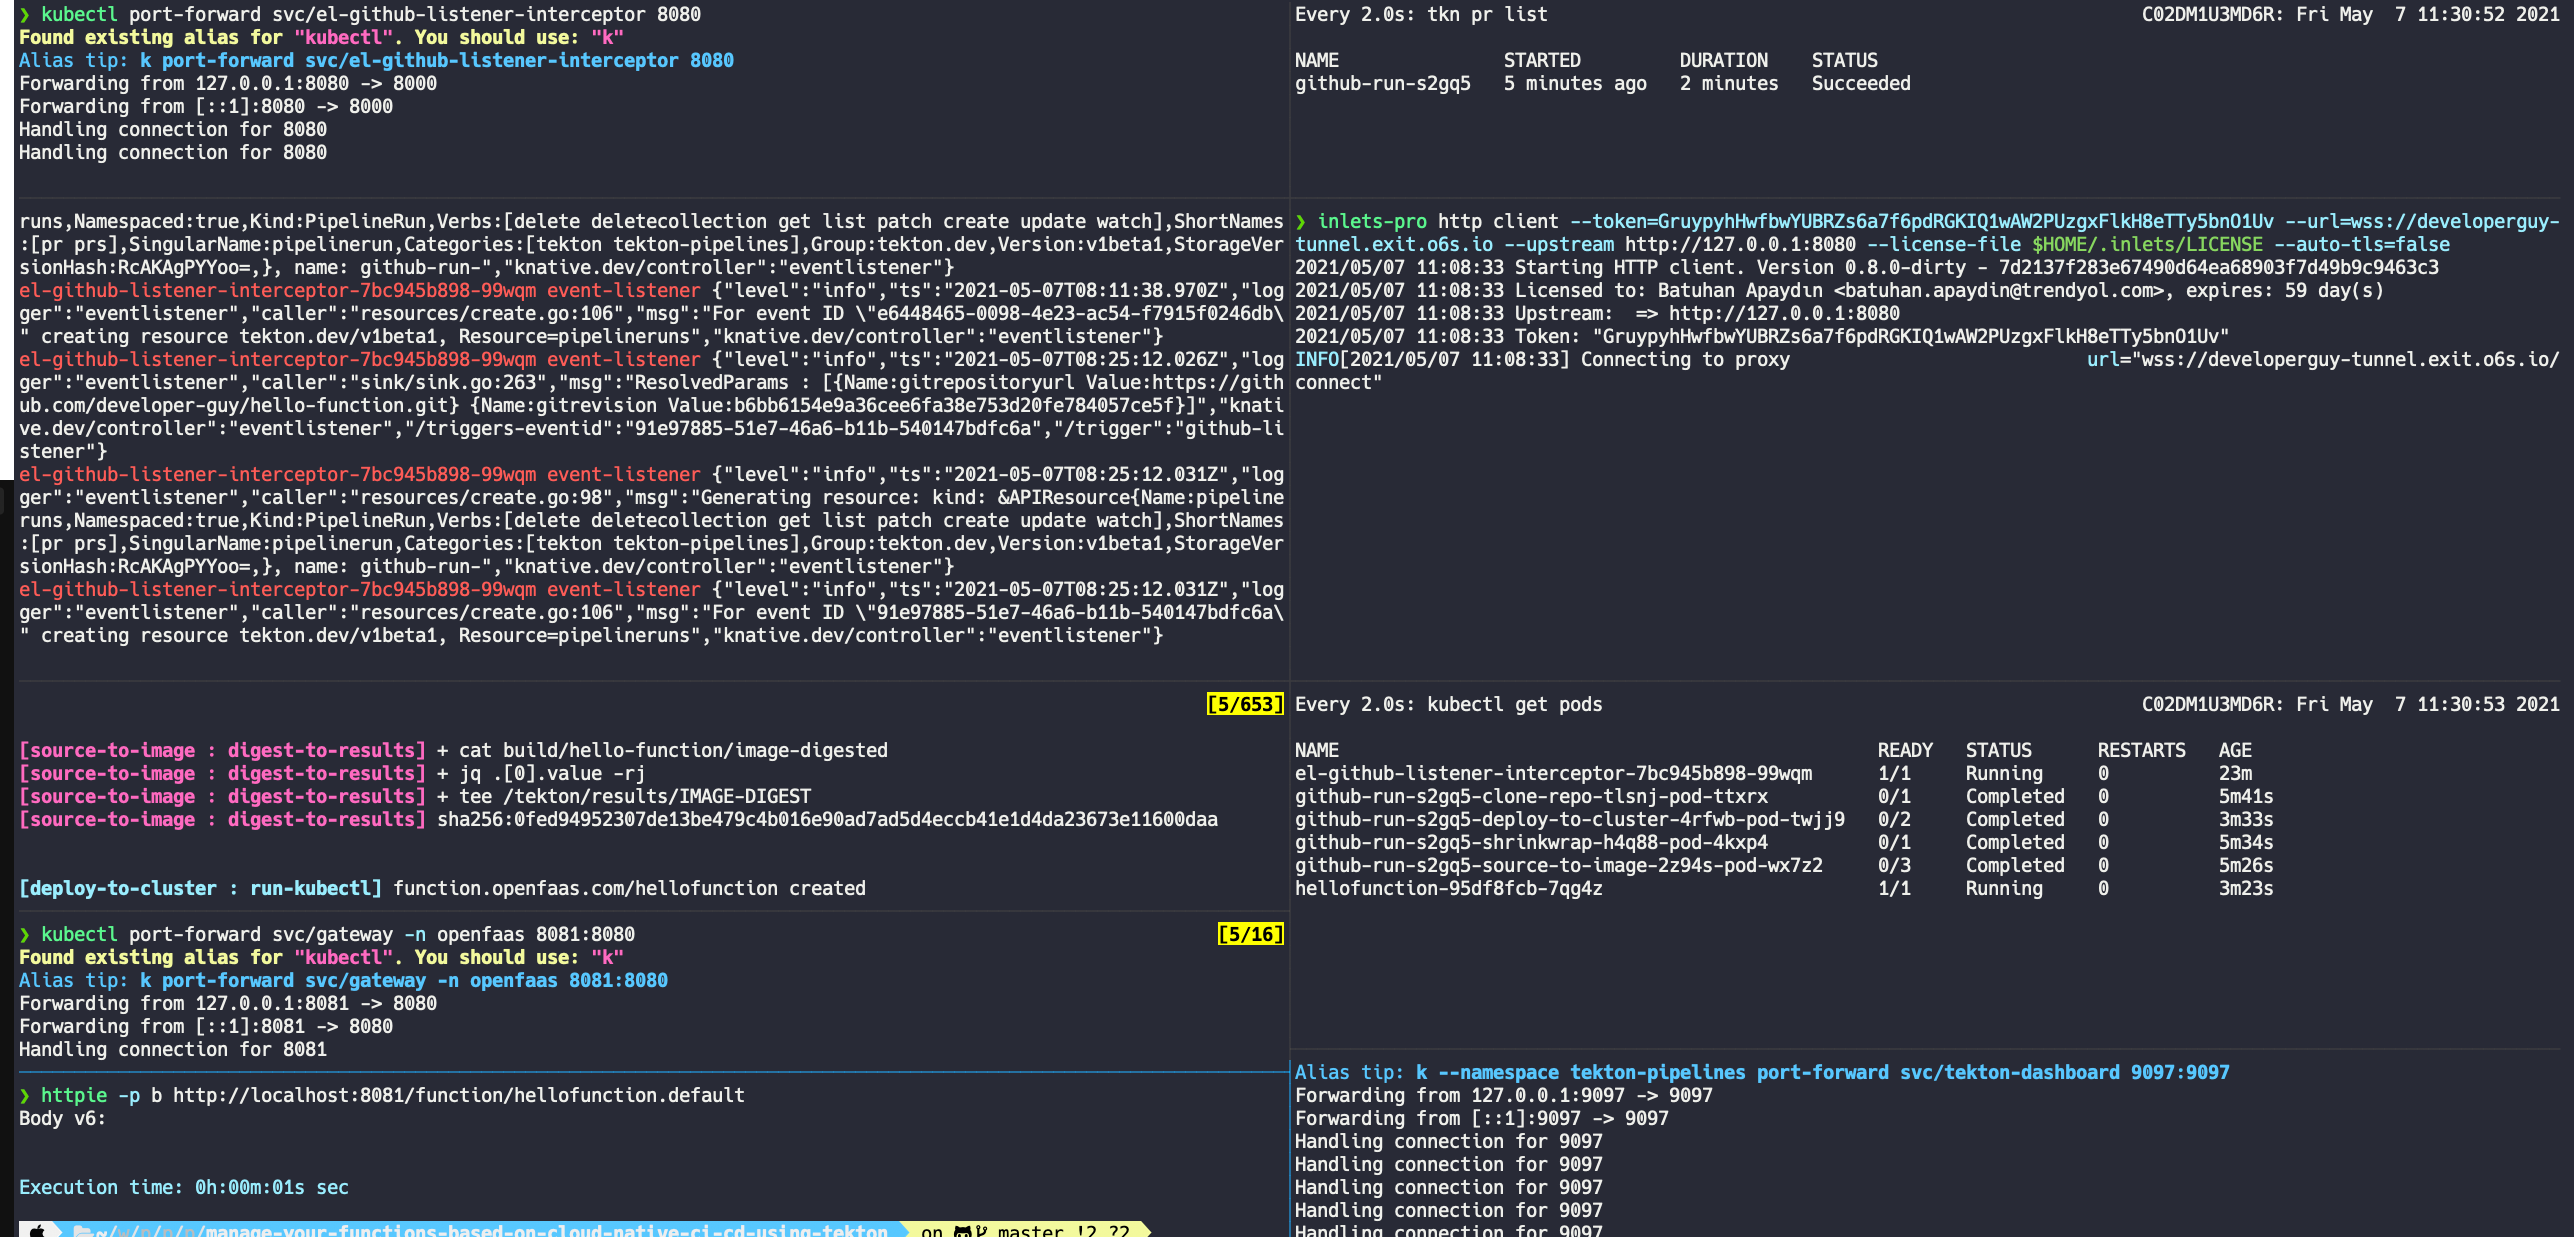 ❯ kubectl port-forward svc/el-github-listener-interceptor 8080
Found existing alias for "kubectl". You should use: "k"
Alias tip: k port-forward svc/el-github-listener-interceptor 8080
Forwarding from 127.0.0.1:8080 -> 8000
Forwarding from [::1]:8080 -> 8000
Handling connection for 8080
Handling connection for 8080
Every 2.0s: tkn pr list C02DM1U3MD6R: Fri May 7 11:30:52 2021
NAME STARTED DURATION STATUS
github-run-s2gq5 5 minutes ago 2 minutes Succeeded
runs,Namespaced:true,Kind:PipelineRun,Verbs:[delete deletecollection get list patch create update watch],ShortNames
:[pr prs],SingularName:pipelinerun,Categories:[tekton tekton-pipelines],Group:tekton.dev,Version:v1beta1,StorageVer
sionHash:RcAKAgPYYoo=,}, name: github-run-","knative.dev/controller":"eventlistener"}
el-github-listener-interceptor-7bc945b898-99wqm event-listener {"level":"info","ts":"2021-05-07T08:11:38.970Z","log
ger":"eventlistener","caller":"resources/create.go:106","msg":"For event ID \"e6448465-0098-4e23-ac54-f7915f0246db\
" creating resource tekton.dev/v1beta1, Resource=pipelineruns","knative.dev/controller":"eventlistener"}
el-github-listener-interceptor-7bc945b898-99wqm event-listener {"level":"info","ts":"2021-05-07T08:25:12.026Z","log
ger":"eventlistener","caller":"sink/sink.go:263","msg":"ResolvedParams : [{Name:gitrepositoryurl Value:https://gith
ub.com/developer-guy/hello-function.git} {Name:gitrevision Value:b6bb6154e9a36cee6fa38e753d20fe784057ce5f}]","knati
ve.dev/controller":"eventlistener","/triggers-eventid":"91e97885-51e7-46a6-b11b-540147bdfc6a","/trigger":"github-li
stener"}
el-github-listener-interceptor-7bc945b898-99wqm event-listener {"level":"info","ts":"2021-05-07T08:25:12.031Z","log
ger":"eventlistener","caller":"resources/create.go:98","msg":"Generating resource: kind: &APIResource{Name:pipeline
runs,Namespaced:true,Kind:PipelineRun,Verbs:[delete deletecollection get list patch create update watch],ShortNames
:[pr prs],SingularName:pipelinerun,Categories:[tekton tekton-pipelines],Group:tekton.dev,Version:v1beta1,StorageVer
sionHash:RcAKAgPYYoo=,}, name: github-run-","knative.dev/controller":"eventlistener"}
el-github-listener-interceptor-7bc945b898-99wqm event-listener {"level":"info","ts":"2021-05-07T08:25:12.031Z","log
ger":"eventlistener","caller":"resources/create.go:106","msg":"For event ID \"91e97885-51e7-46a6-b11b-540147bdfc6a\
" creating resource tekton.dev/v1beta1, Resource=pipelineruns","knative.dev/controller":"eventlistener"}
❯ inlets-pro http client --token=GruypyhHwfbwYUBRZs6a7f6pdRGKIQ1wAW2PUzgxFlkH8eTTy5bnO1Uv --url=wss://developerguy-
tunnel.exit.o6s.io --upstream http://127.0.0.1:8080 --license-file $HOME/.inlets/LICENSE --auto-tls=false
2021/05/07 11:08:33 Starting HTTP client. Version 0.8.0-dirty - 7d2137f283e67490d64ea68903f7d49b9c9463c3
2021/05/07 11:08:33 Licensed to: Batuhan Apaydın <batuhan.apaydin@trendyol.com>, expires: 59 day(s)
2021/05/07 11:08:33 Upstream:  => http://127.0.0.1:8080
2021/05/07 11:08:33 Token: "GruypyhHwfbwYUBRZs6a7f6pdRGKIQ1wAW2PUzgxFlkH8eTTy5bnO1Uv"
INFO[2021/05/07 11:08:33] Connecting to proxy url="wss://developerguy-tunnel.exit.o6s.io/
connect"
[5/653]
[source-to-image : digest-to-results] + cat build/hello-function/image-digested
[source-to-image : digest-to-results] + jq .[0].value -rj
[source-to-image : digest-to-results] + tee /tekton/results/IMAGE-DIGEST
[source-to-image : digest-to-results] sha256:0fed94952307de13be479c4b016e90ad7ad5d4eccb41e1d4da23673e11600daa
[deploy-to-cluster : run-kubectl] function.openfaas.com/hellofunction created
Every 2.0s: kubectl get pods C02DM1U3MD6R: Fri May 7 11:30:53 2021
NAME READY STATUS RESTARTS AGE
el-github-listener-interceptor-7bc945b898-99wqm 1/1 Running 0 23m
github-run-s2gq5-clone-repo-tlsnj-pod-ttxrx 0/1 Completed 0 5m41s
github-run-s2gq5-deploy-to-cluster-4rfwb-pod-twjj9 0/2 Completed 0 3m33s
github-run-s2gq5-shrinkwrap-h4q88-pod-4kxp4 0/1 Completed 0 5m34s
github-run-s2gq5-source-to-image-2z94s-pod-wx7z2 0/3 Completed 0 5m26s
hellofunction-95df8fcb-7qg4z 1/1 Running 0 3m23s
❯ kubectl port-forward svc/gateway -n openfaas 8081:8080 [5/16]
Found existing alias for "kubectl". You should use: "k"
Alias tip: k port-forward svc/gateway -n openfaas 8081:8080
Forwarding from 127.0.0.1:8081 -> 8080
Forwarding from [::1]:8081 -> 8080
Handling connection for 8081
❯ httpie -p b http://localhost:8081/function/hellofunction.default
Body v6:
Execution time: 0h:00m:01s sec
~/w/p/p/p/manage-your-functions-based-on-cloud-native-ci-cd-using-tekton on master !2 ?2
Alias tip: k --namespace tekton-pipelines port-forward svc/tekton-dashboard 9097:9097
Forwarding from 127.0.0.1:9097 -> 9097
Forwarding from [::1]:9097 -> 9097
Handling connection for 9097
Handling connection for 9097
Handling connection for 9097
Handling connection for 9097
Handling connection for 9097